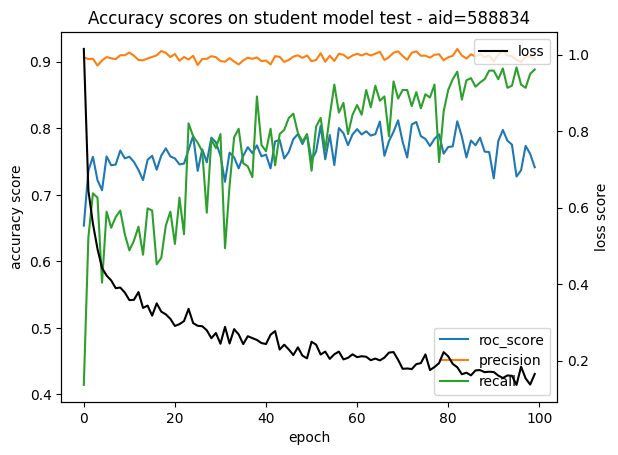 Accuracy scores on student model test - aid=588834
loss
0.9
0.8
0.7
0.6
0.5
0.4
accuracy score
1.0
0.8
0.6
0.4
0.2
loss score
roc_score
precision
recall
0
20
40
60
80
100
epoch